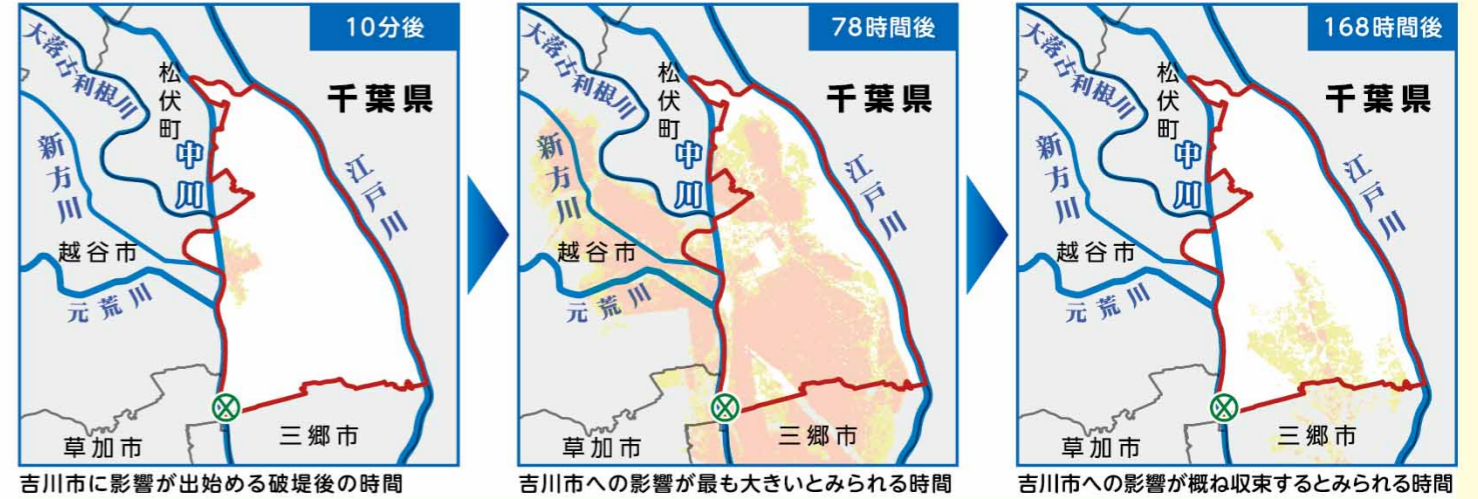 10分後
千葉県
大落古利根川
松伏町
中川
新方川
江戸川
越谷市
元荒川
草加市
三郷市
吉川市に影響が出始める破堤後の時間
78時間後
千葉県
大落古利根川
松伏町
中川
新方川
江戸川
越谷市
元荒川
草加市
三郷市
吉川市への影響が最も大きいとみられる時間
168時間後
千葉県
大落古利根川
松伏町
中川
新方川
江戸川
越谷市
元荒川
草加市
三郷市
吉川市への影響が概ね収束するとみられる時間